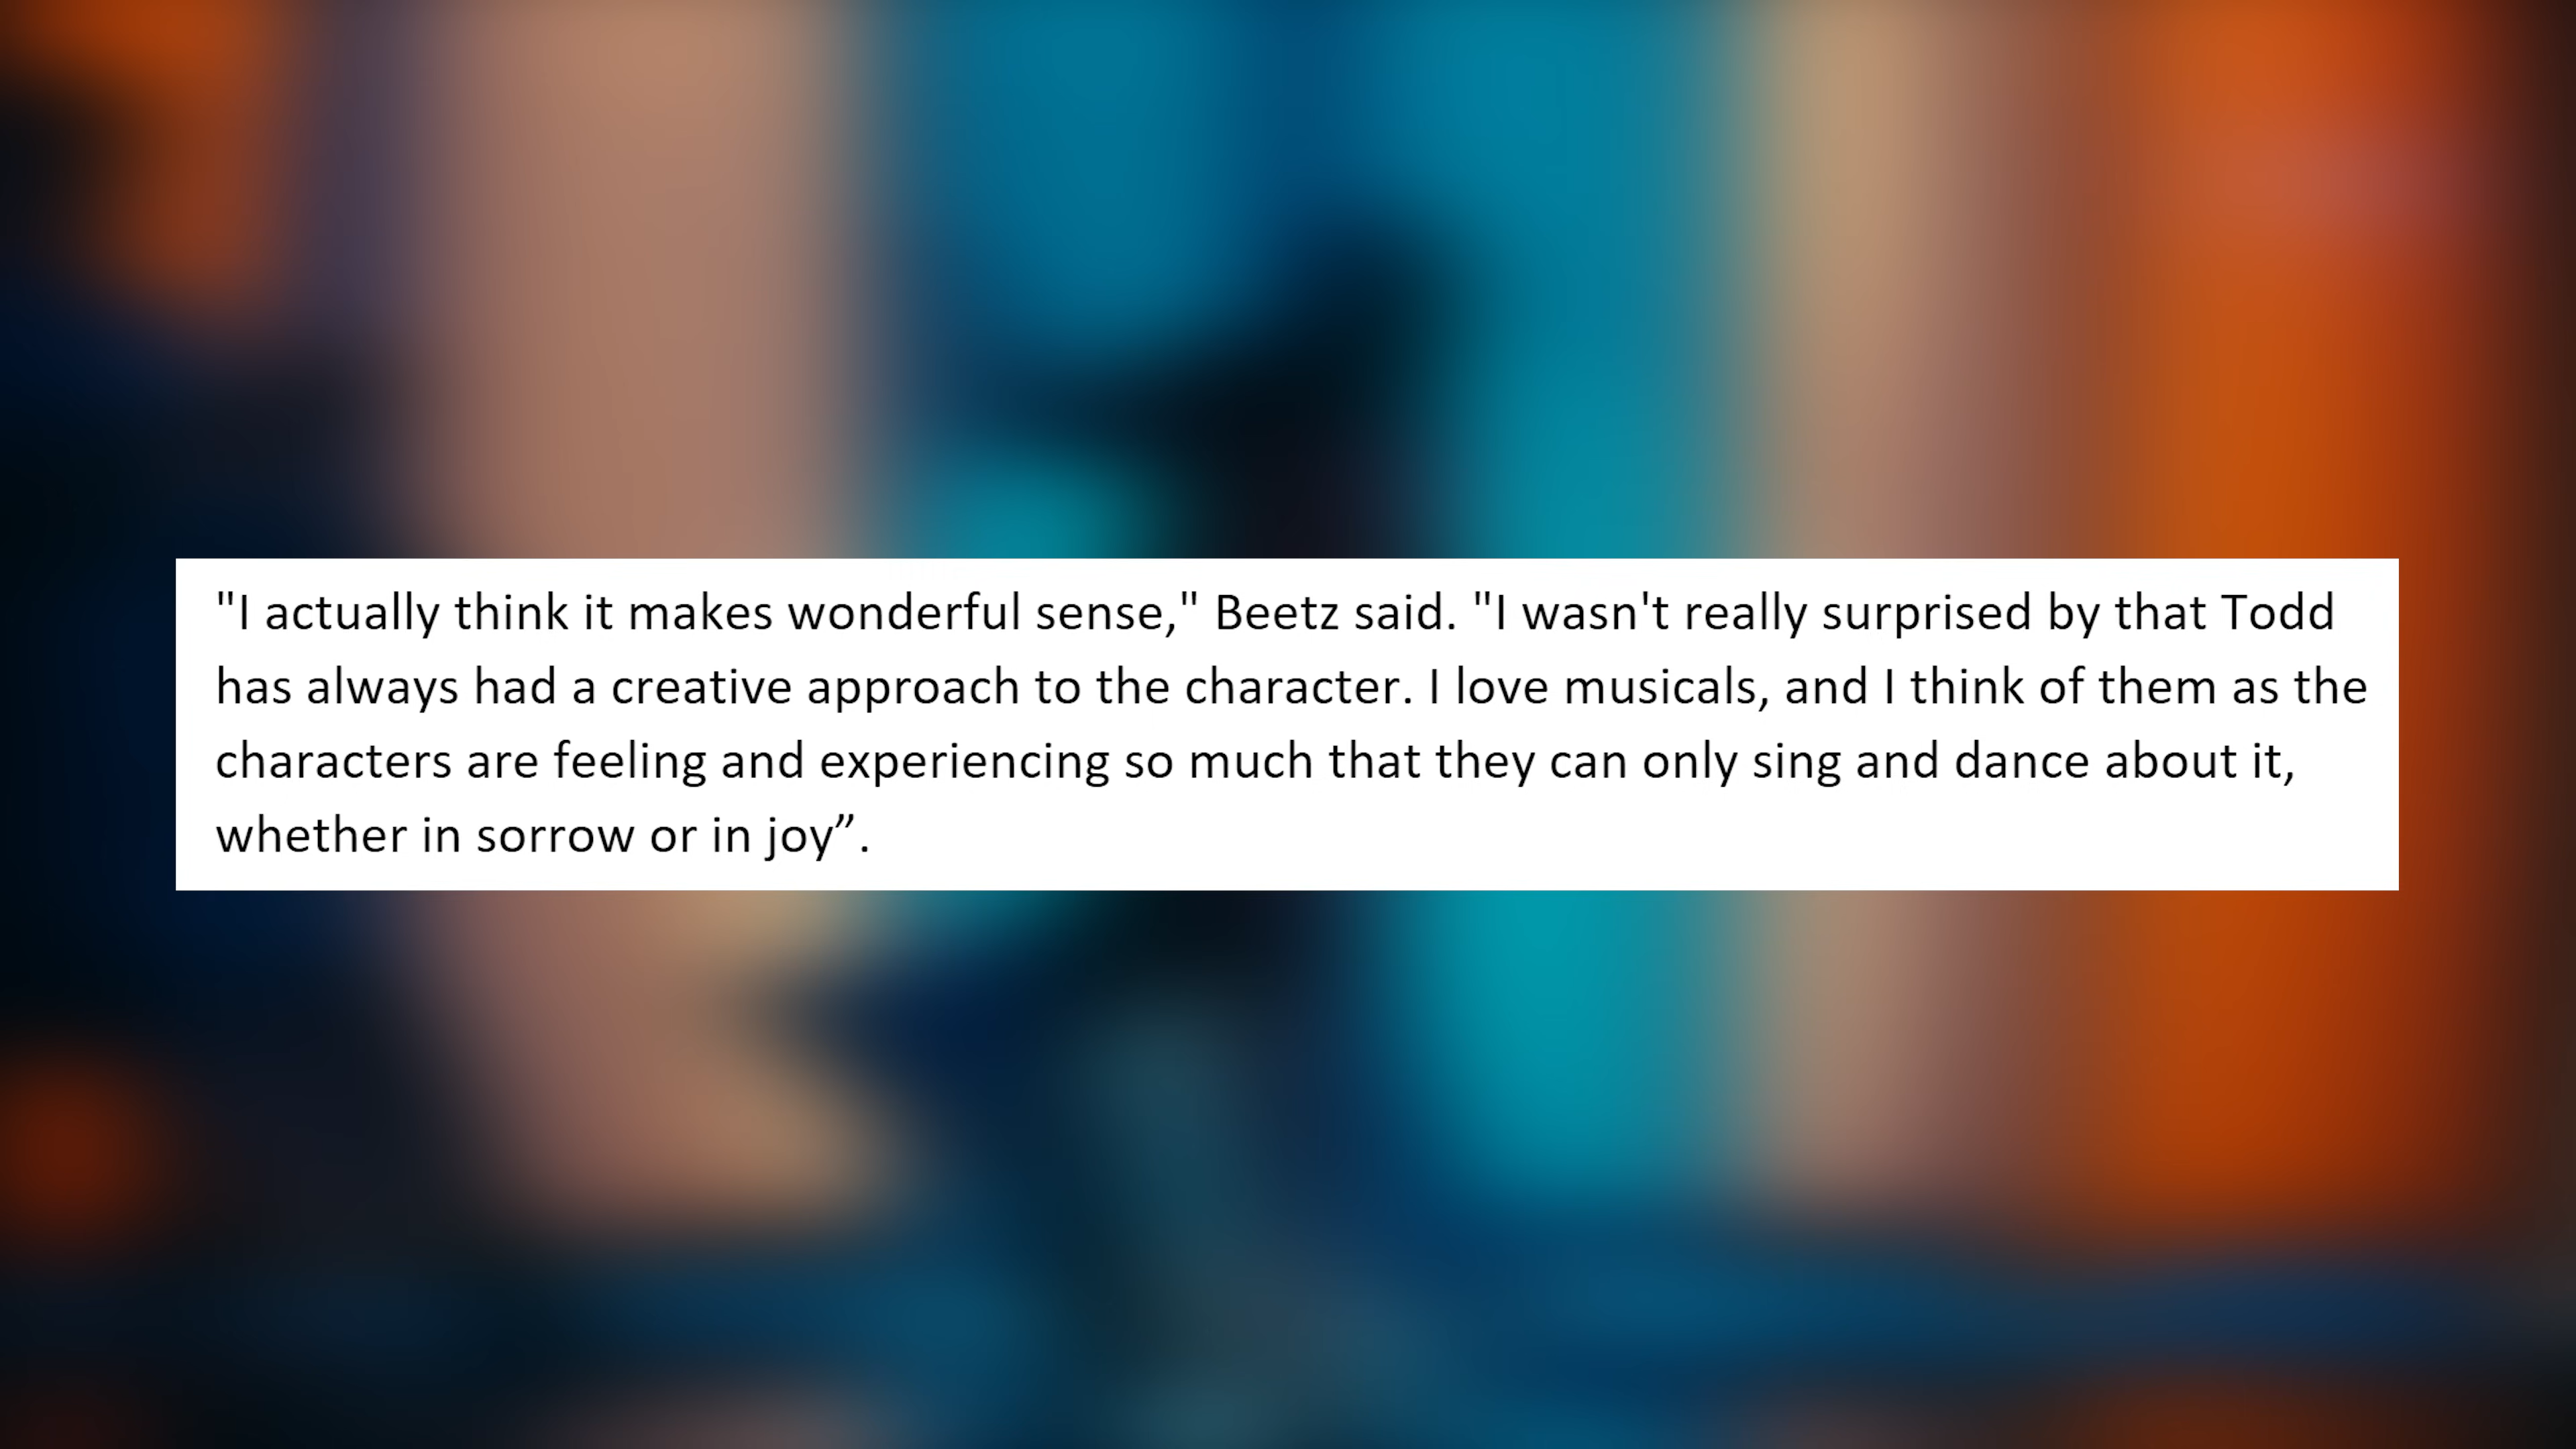 "I actually think it makes wonderful sense," Beetz said. "I wasn't really surprised by that Todd
has always had a creative approach to the character. I love musicals, and I think of them as the
characters are feeling and experiencing so much that they can only sing and dance about it,
whether in sorrow or in joy”.